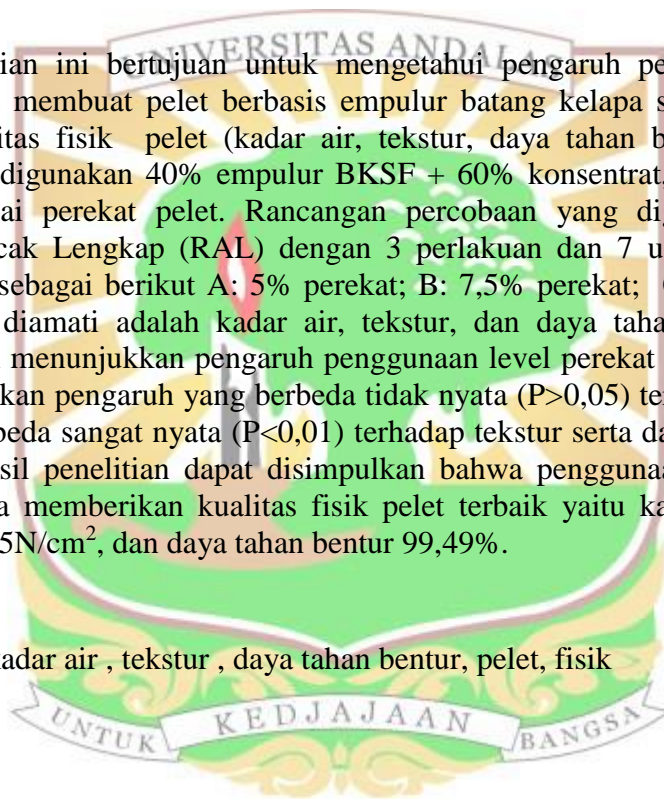 UNIVERSITAS ANDALAS
ian ini bertujuan untuk mengetahui pengaruh pe
membuat pelet berbasis empulur batang kelapa s
itas fisik pelet (kadar air, tekstur, daya tahan b
digunakan 40% empulur BKSF + 60% konsentrat,
ai perekat pelet. Rancangan percobaan yang dig
cak Lengkap (RAL) dengan 3 perlakuan dan 7 u
sebagai berikut A: 5% perekat; B: 7,5% perekat;
diamati adalah kadar air, tekstur, dan daya taha
menunjukkan pengaruh penggunaan level perekat
kan pengaruh yang berbeda tidak nyata (P>0,05) te
beda sangat nyata (P<0,01) terhadap tekstur serta da
sil penelitian dapat disimpulkan bahwa penggunaa
a memberikan kualitas fisik pelet terbaik yaitu ka
5N/cm², dan daya tahan bentur 99,49%.
kadar air , tekstur , daya tahan bentur, pelet, fisik
UNTUK KEDJAJAAN BANGSA